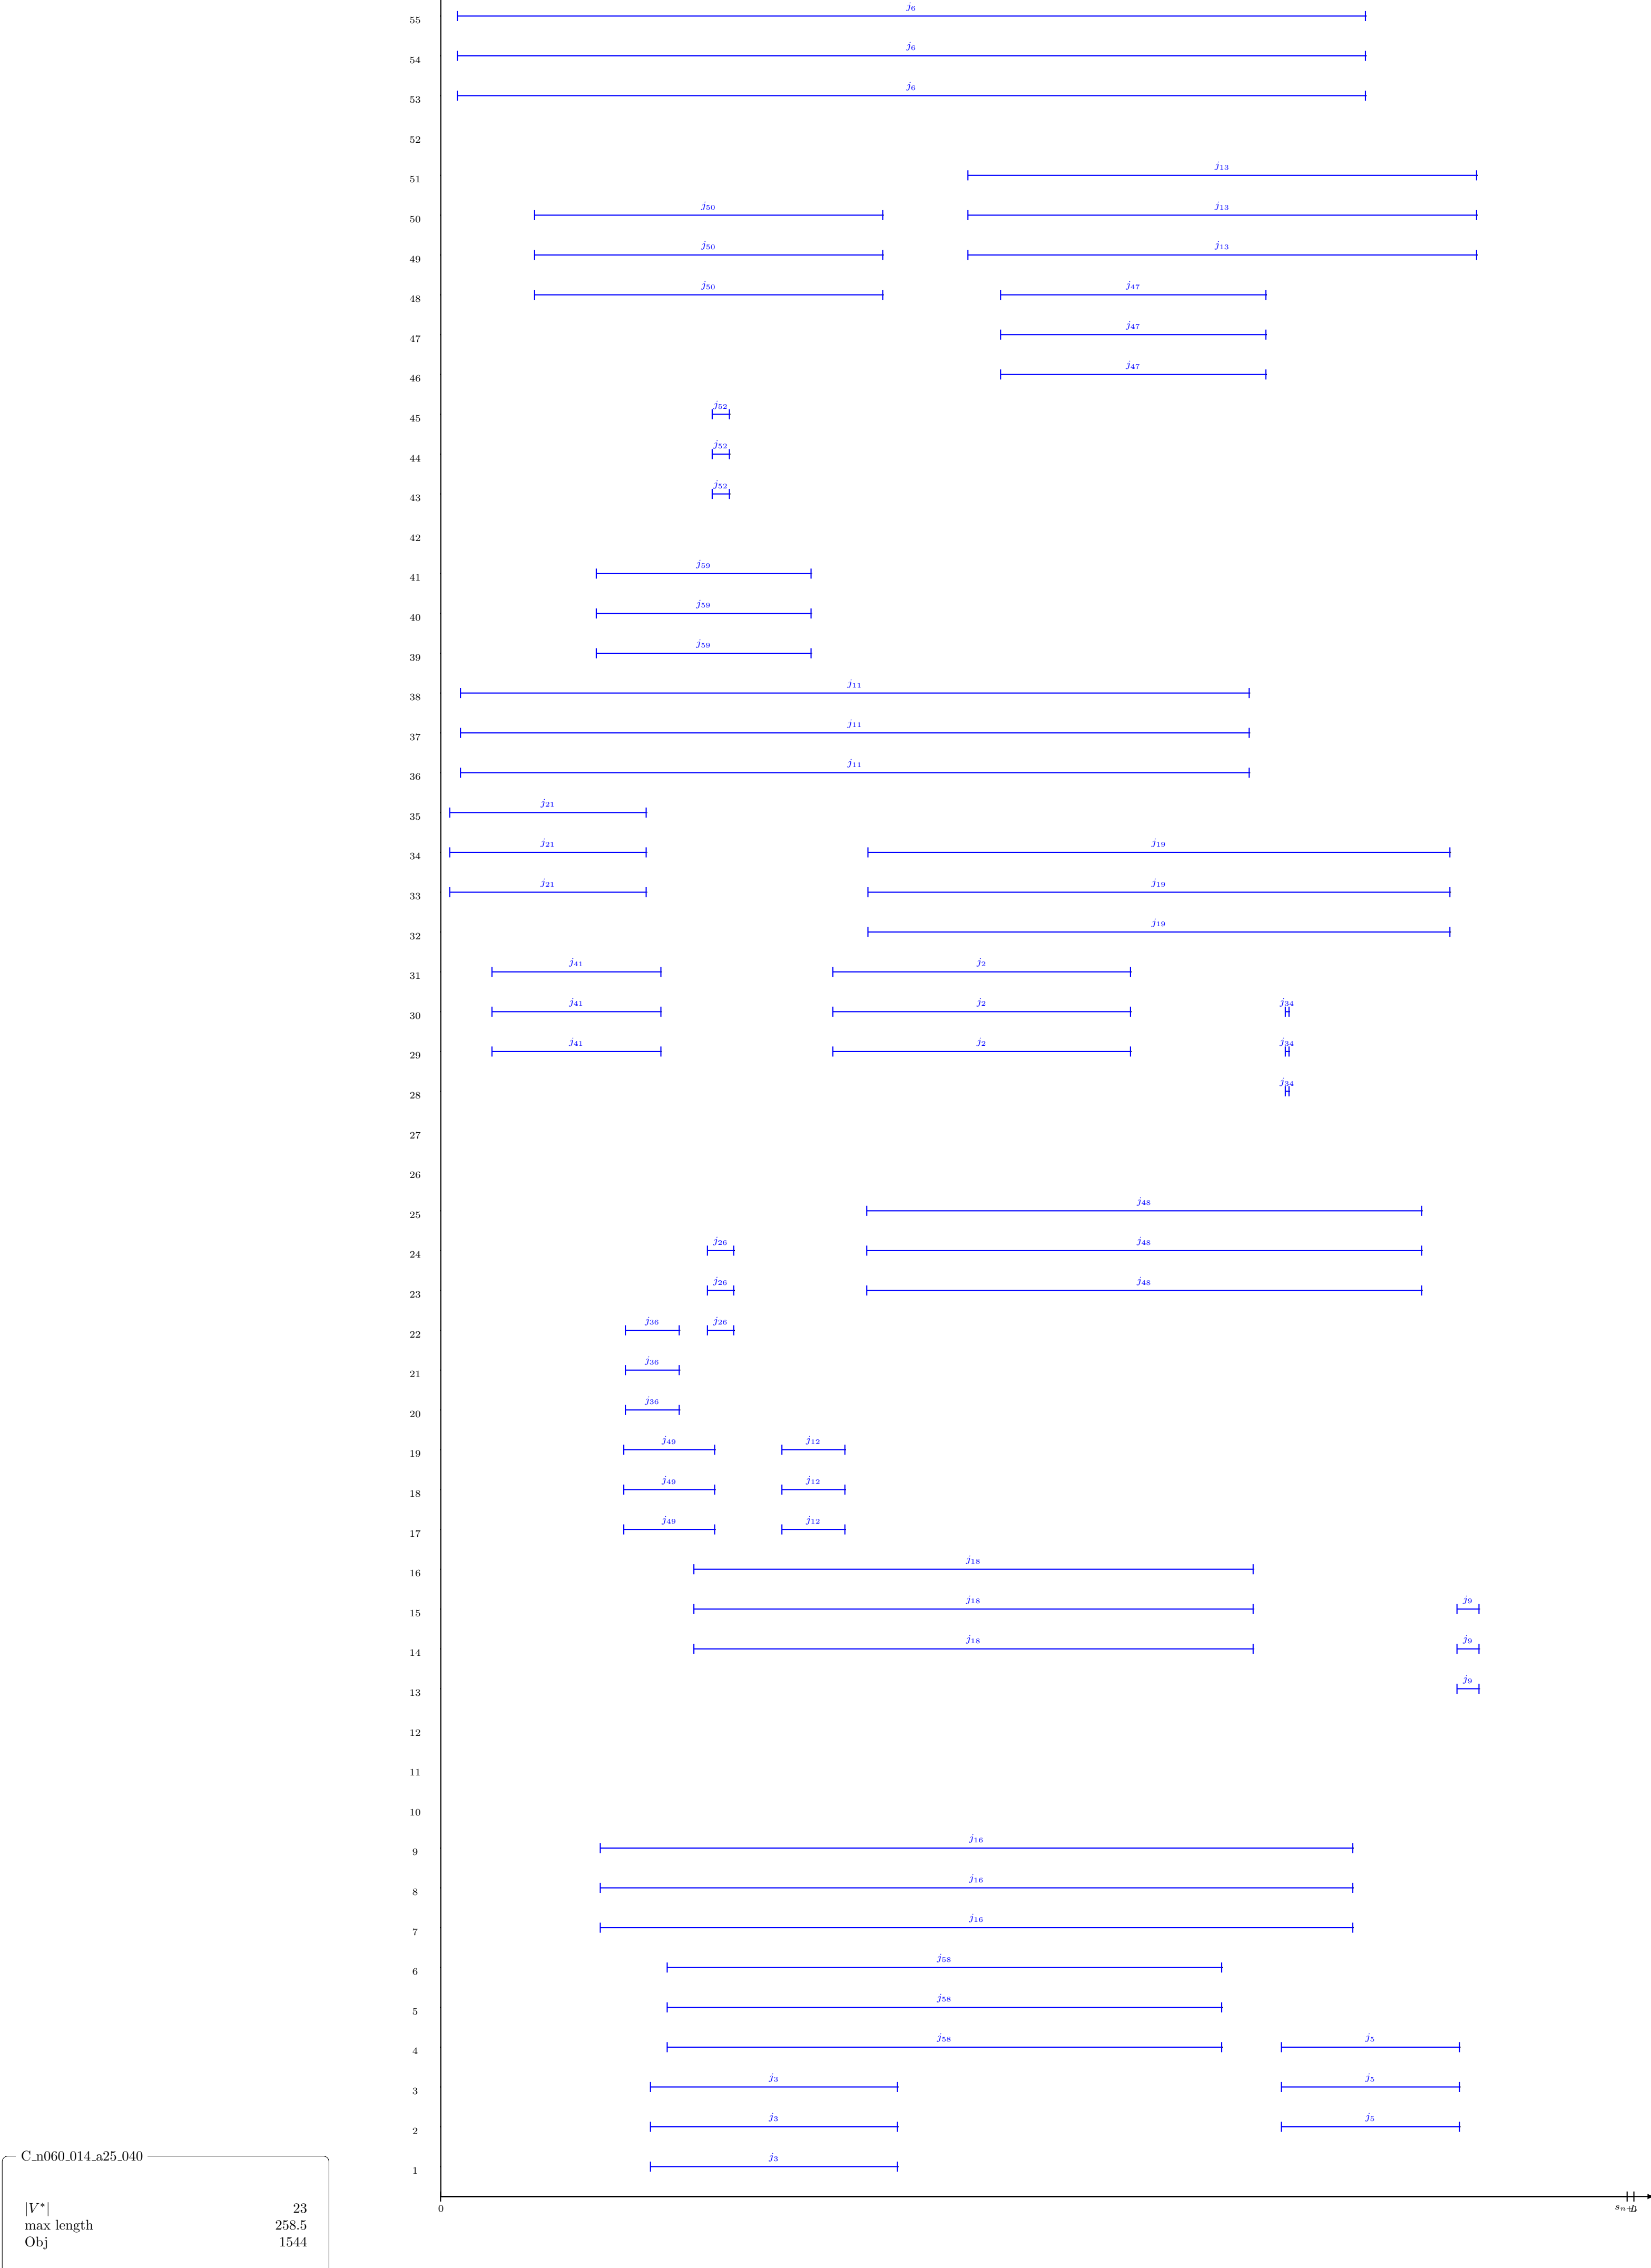 j6
55
j6
54
j6
53
52
j13
51
j50 j13
50
j50 j13
49
j50 j47
48
j47
47
j47
46
j52
45
j52
44
j52
43
42
j59
41
j59
40
j59
39
j11
38
j11
37
j11
36
j21
35
j21 j19
34
j21 j19
33
j19
32
j41 j2
31
j41 j2 j34
30
j41 j2 j34
29
j34
28
27
26
j48
25
j26 j48
24
j26 j48
23
j36 j26
22
j36
21
j36
20
j49 j12
19
j49 j12
18
j49 j12
17
j18
16
j18 j9
15
j18 j9
14
j9
13
12
11
10
j16
9
j16
8
j16
7
j58
6
j58
5
j58 j5
4
j3 j5
3
j3 j5
2
j3
1
0
C_n060_014_a25_040
|V*| 23
max length 258.5
Obj 1544